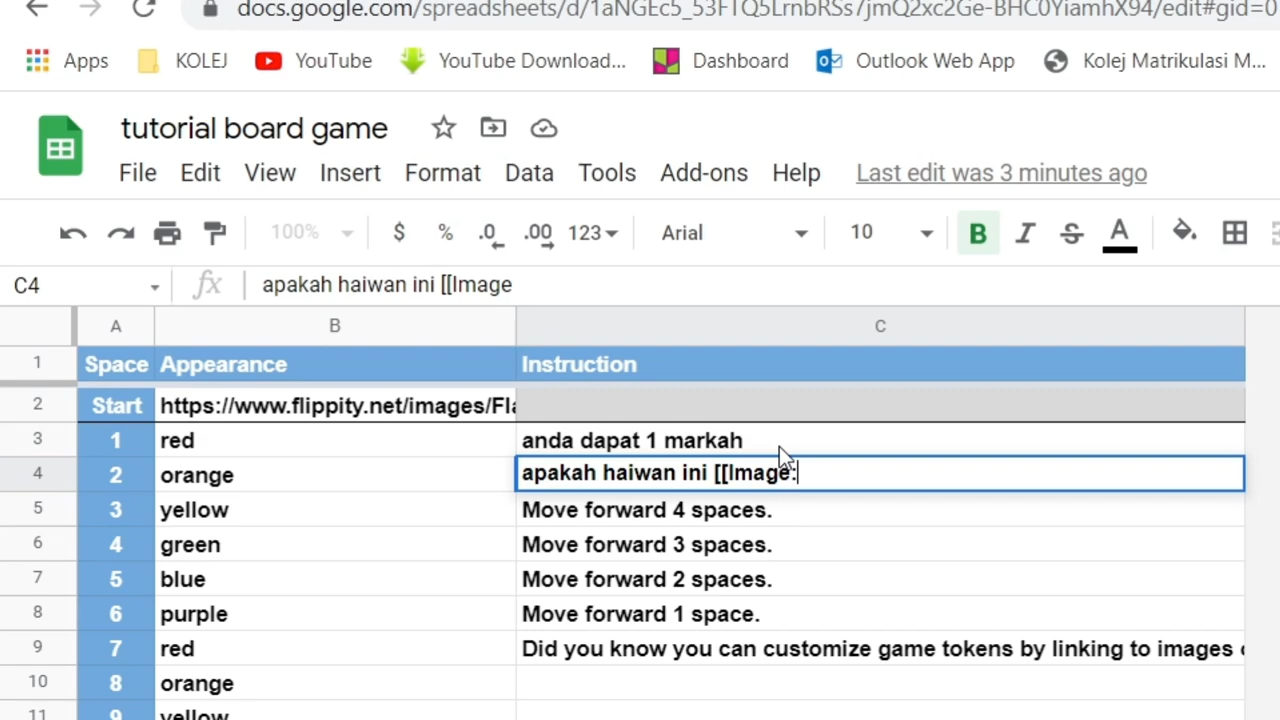 docs.google.com/spreadsheets/d/1aNGEc5_53FTQ5LrnbRSs7jmQ2xc2Ge-BHC0YiamhX94/edit#gid=0
Apps KOLEJ YouTube YouTube Download... Dashboard Outlook Web App Kolej Matrikulasi M...
tutorial board game
File Edit View Insert Format Data Tools Add-ons Help Last edit was 3 minutes ago
100% $ % .0 .00 123 Arial 10 B I S A
C4 fx apakah haiwan ini [[Image
A B C
1 Space Appearance Instruction
2 Start https://www.flippity.net/images/Fla
3 1 red anda dapat 1 markah
4 2 orange apakah haiwan ini [[Image:
5 3 yellow Move forward 4 spaces.
6 4 green Move forward 3 spaces.
7 5 blue Move forward 2 spaces.
8 6 purple Move forward 1 space.
9 7 red Did you know you can customize game tokens by linking to images
10 8 orange
11 9 yellow